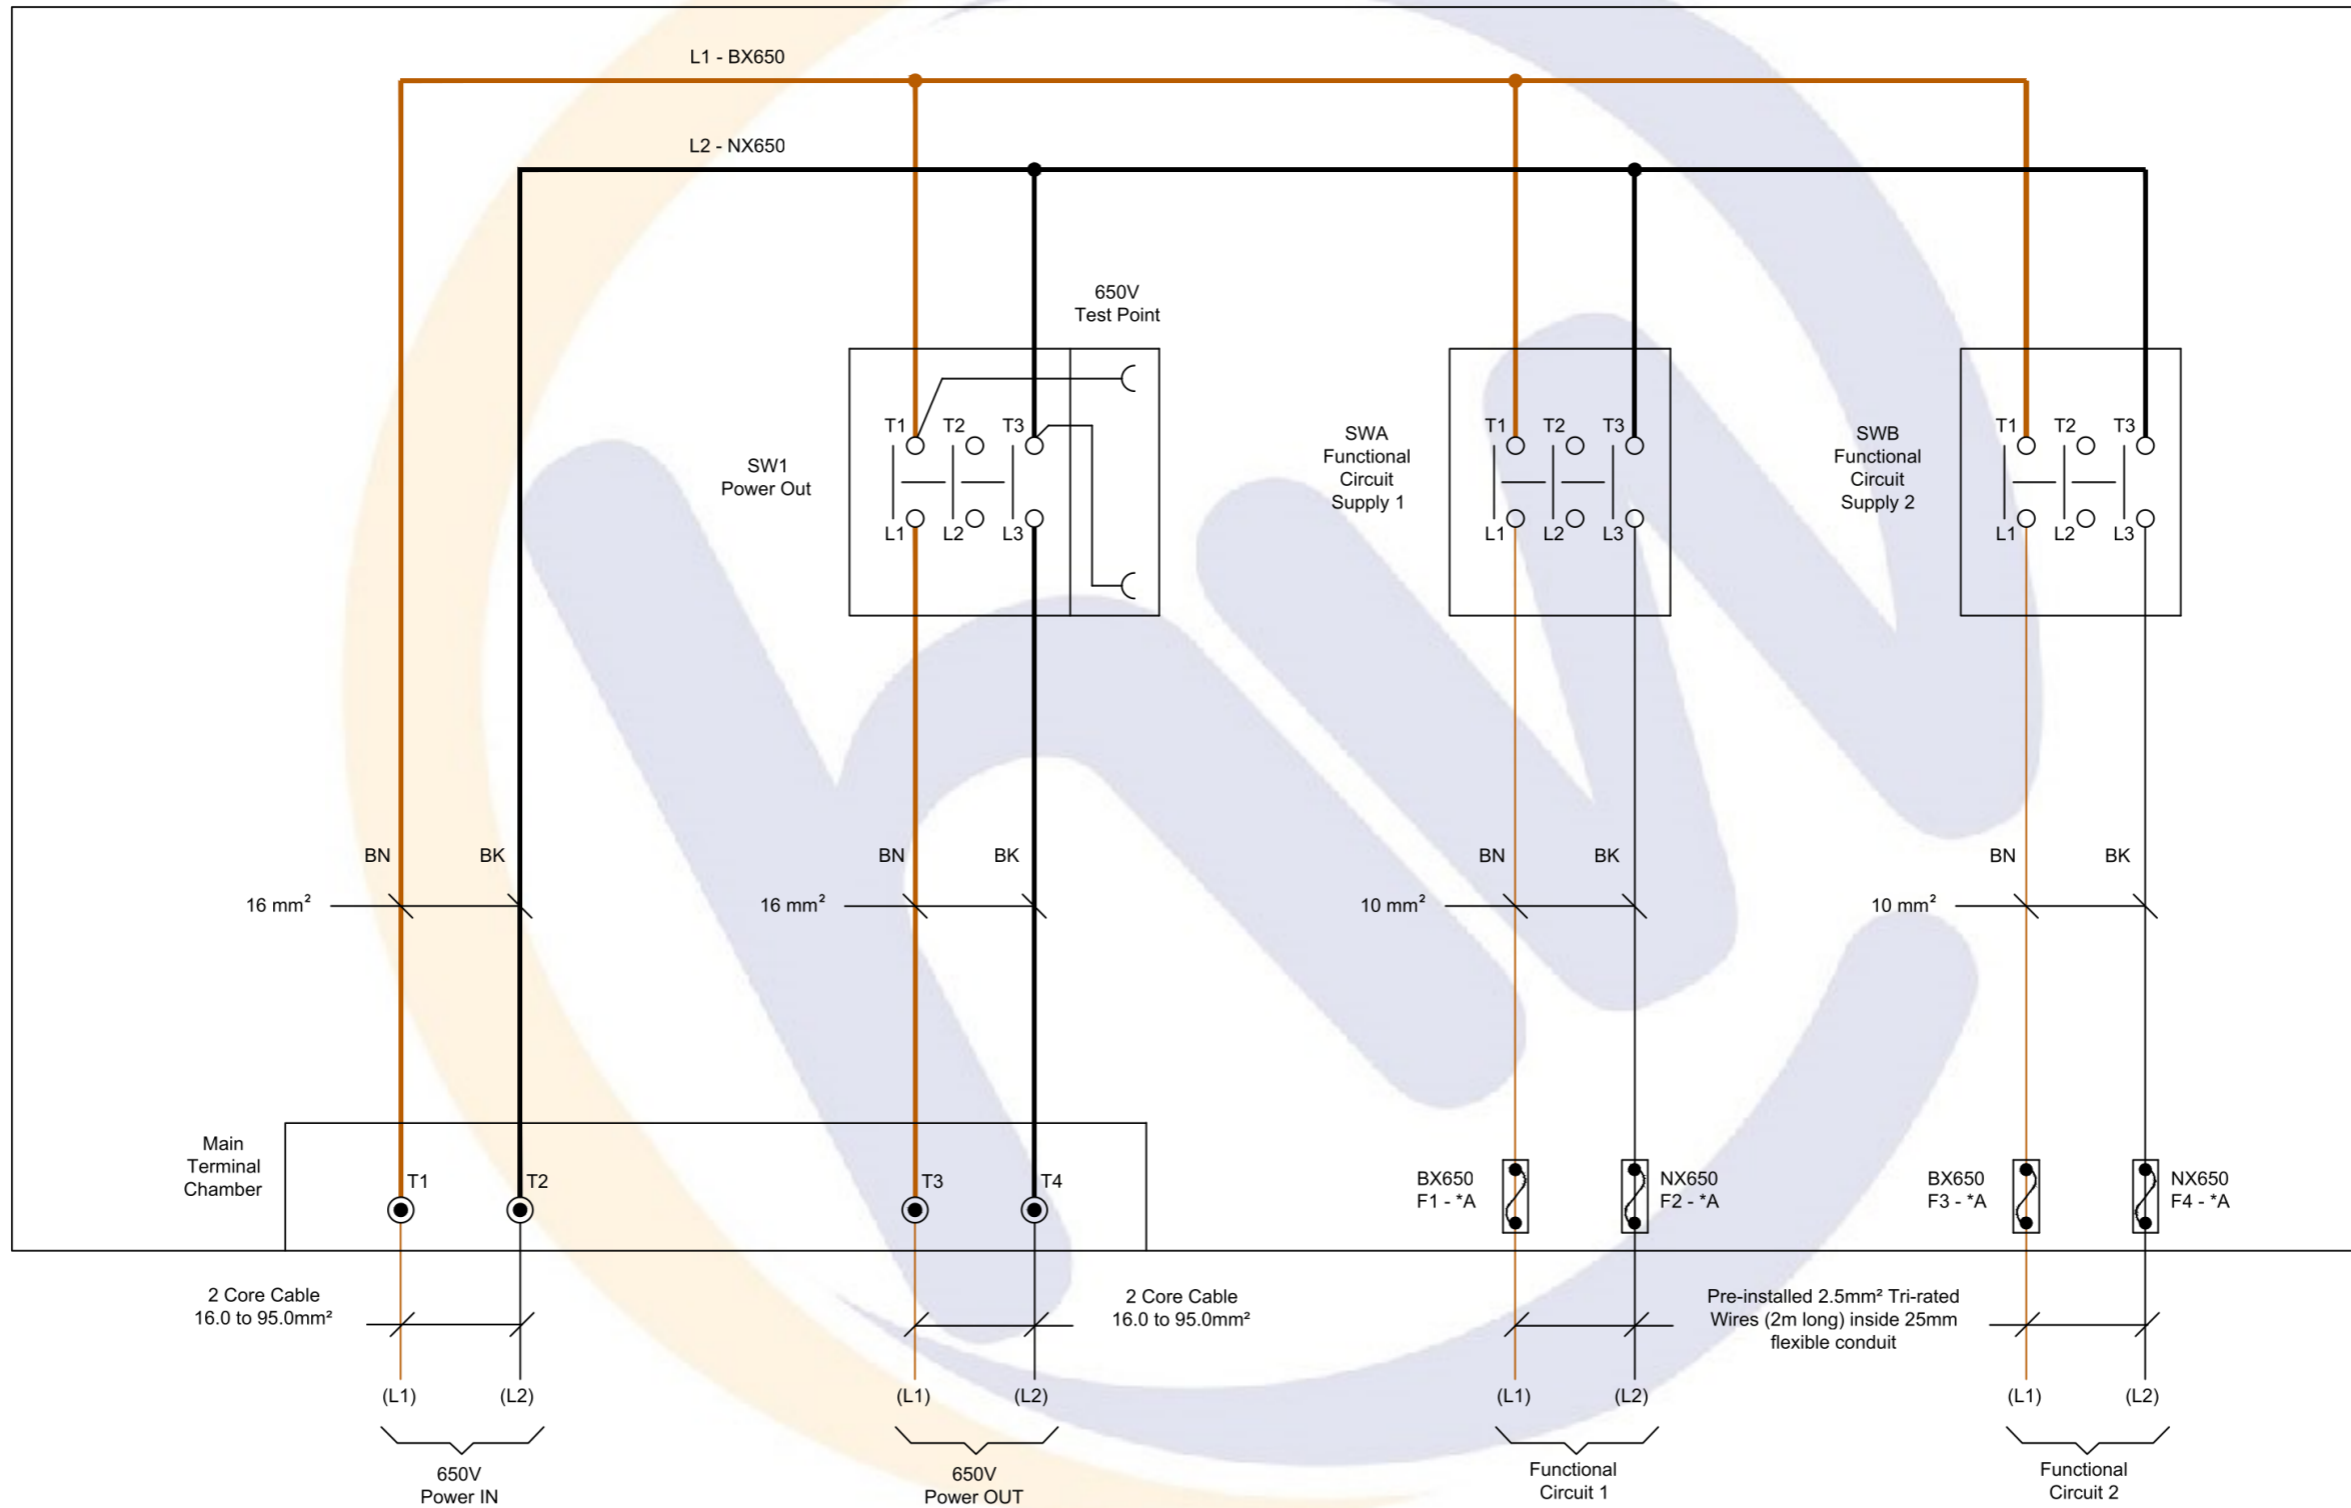 L1 - BX650
L2 - NX650
650V
Test Point
SW1
Power Out
T1 T2 T3
L1 L2 L3
SWA
Functional
Circuit
Supply 1
T1 T2 T3
L1 L2 L3
SWB
Functional
Circuit
Supply 2
T1 T2 T3
L1 L2 L3
BN BK
16 mm²
BN BK
16 mm²
BN BK
10 mm²
BN BK
10 mm²
Main
Terminal
Chamber
T1 T2 T3 T4
BX650
F1 - *A
NX650
F2 - *A
BX650
F3 - *A
NX650
F4 - *A
2 Core Cable
16.0 to 95.0mm²
2 Core Cable
16.0 to 95.0mm²
Pre-installed 2.5mm² Tri-rated
Wires (2m long) inside 25mm
flexible conduit
(L1) (L2)
(L1) (L2)
(L1) (L2)
(L1) (L2)
650V
Power IN
650V
Power OUT
Functional
Circuit 1
Functional
Circuit 2